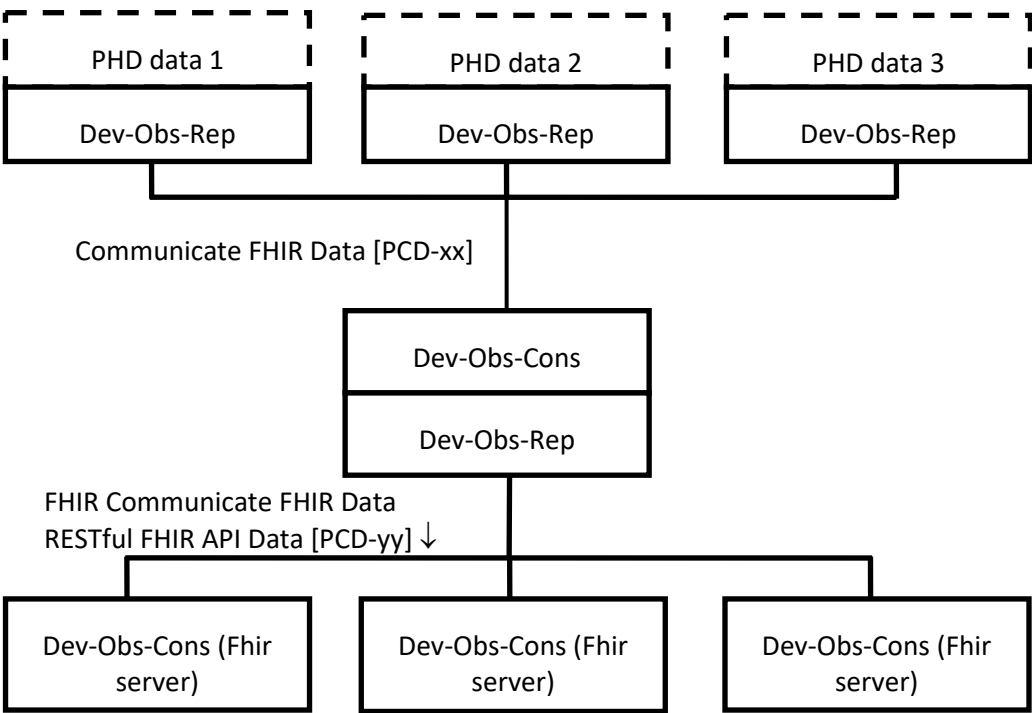 PHD data 1
PHD data 2
PHD data 3
Dev-Obs-Rep
Dev-Obs-Rep
Dev-Obs-Rep
Communicate FHIR Data [PCD-xx]
Dev-Obs-Cons
Dev-Obs-Rep
FHIR Communicate FHIR Data
RESTful FHIR API Data [PCD-yy] ↓
Dev-Obs-Cons (Fhir
server)
Dev-Obs-Cons (Fhir
server)
Dev-Obs-Cons (Fhir
server)